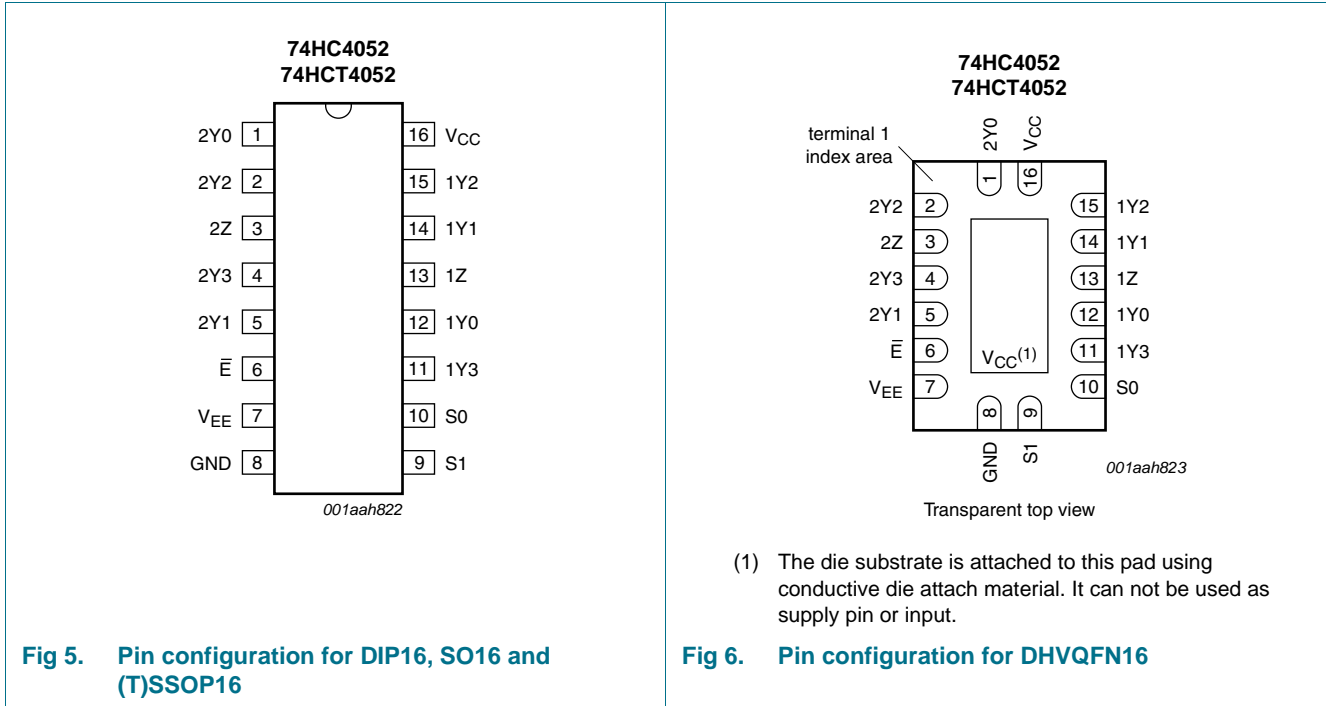 74HC4052
74HCT4052
2Y0 1 16 VCC
2Y2 2 15 1Y2
2Z 3 14 1Y1
2Y3 4 13 1Z
2Y1 5 12 1Y0
E̅ 6 11 1Y3
VEE 7 10 S0
GND 8 9 S1
001aah822
Fig 5. Pin configuration for DIP16, SO16 and
(T)SSOP16
74HC4052
74HCT4052
terminal 1
index area
2Y0 VCC
1 16
2Y2 2 15 1Y2
2Z 3 14 1Y1
2Y3 4 13 1Z
2Y1 5 12 1Y0
E̅ 6 VCC(1) 11 1Y3
VEE 7 10 S0
8 9
GND S1
001aah823
Transparent top view
(1) The die substrate is attached to this pad using
conductive die attach material. It can not be used as
supply pin or input.
Fig 6. Pin configuration for DHVQFN16